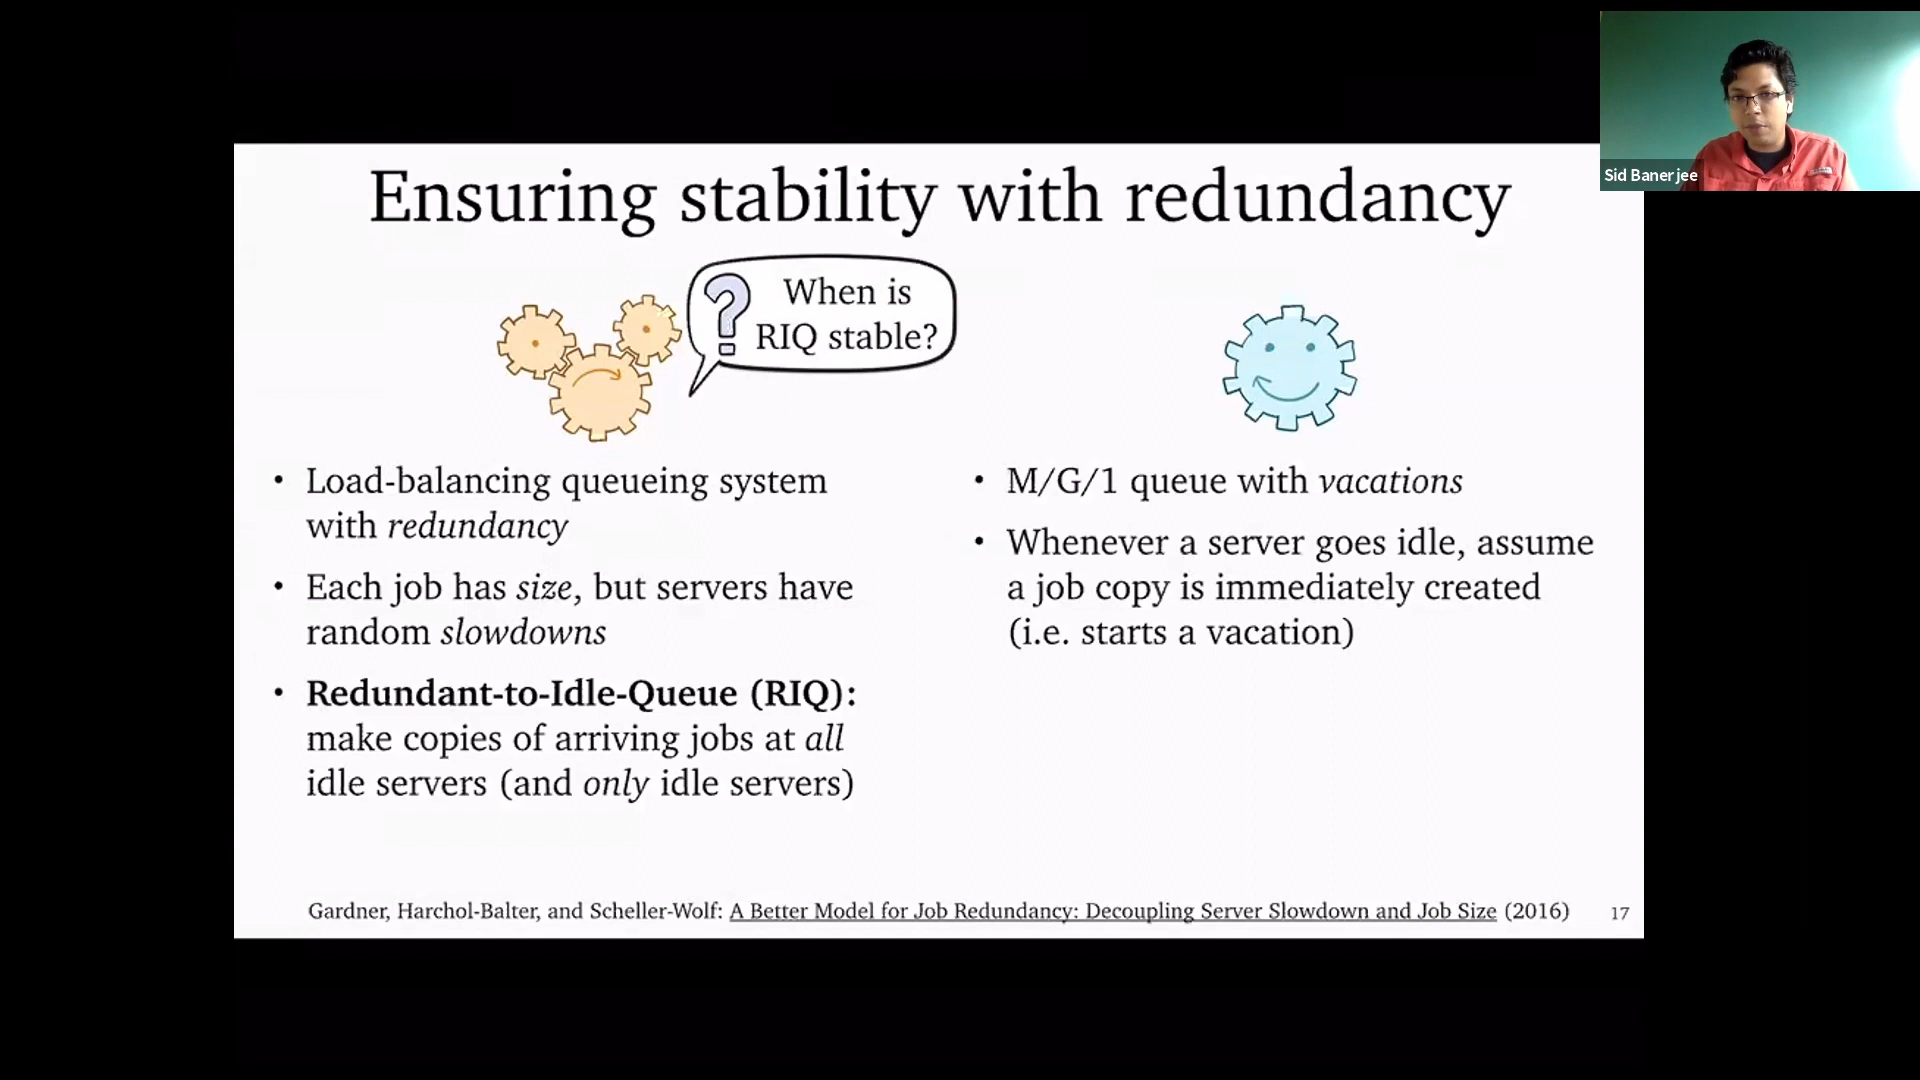 Sid Banerjee
Ensuring stability with redundancy
?
When is
RIQ stable?
• Load-balancing queueing system
with redundancy
• Each job has size, but servers have
random slowdowns
• Redundant-to-Idle-Queue (RIQ):
make copies of arriving jobs at all
idle servers (and only idle servers)
• M/G/1 queue with vacations
• Whenever a server goes idle, assume
a job copy is immediately created
(i.e. starts a vacation)
Gardner, Harchol-Balter, and Scheller-Wolf: A Better Model for Job Redundancy: Decoupling Server Slowdown and Job Size (2016)
17